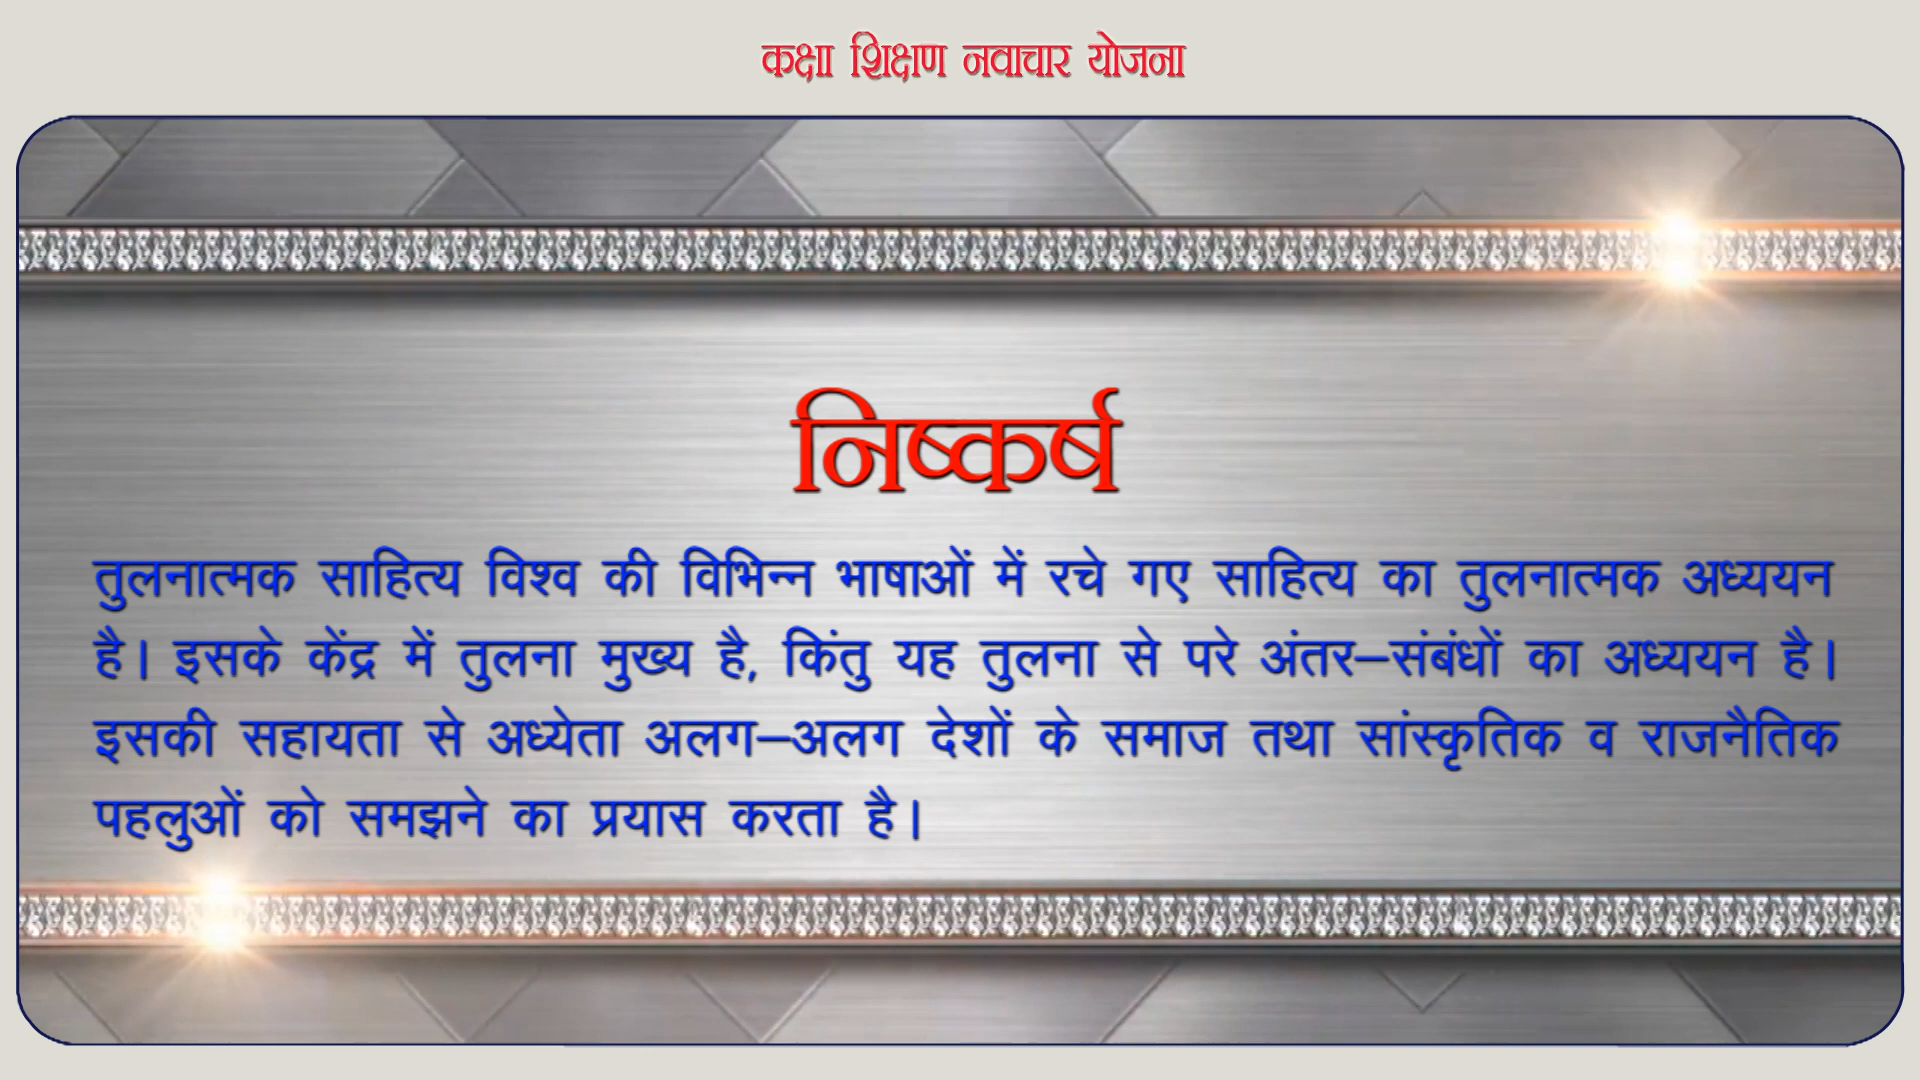 कक्षा शिक्षण नवाचार योजना
निष्कर्ष
तुलनात्मक साहित्य विश्व की विभिन्न भाषाओं में रचे गए साहित्य का तुलनात्मक अध्ययन
है। इसके केंद्र में तुलना मुख्य है, किंतु यह तुलना से परे अंतर–संबंधों का अध्ययन है।
इसकी सहायता से अध्येता अलग–अलग देशों के समाज तथा सांस्कृतिक व राजनैतिक
पहलुओं को समझने का प्रयास करता है।